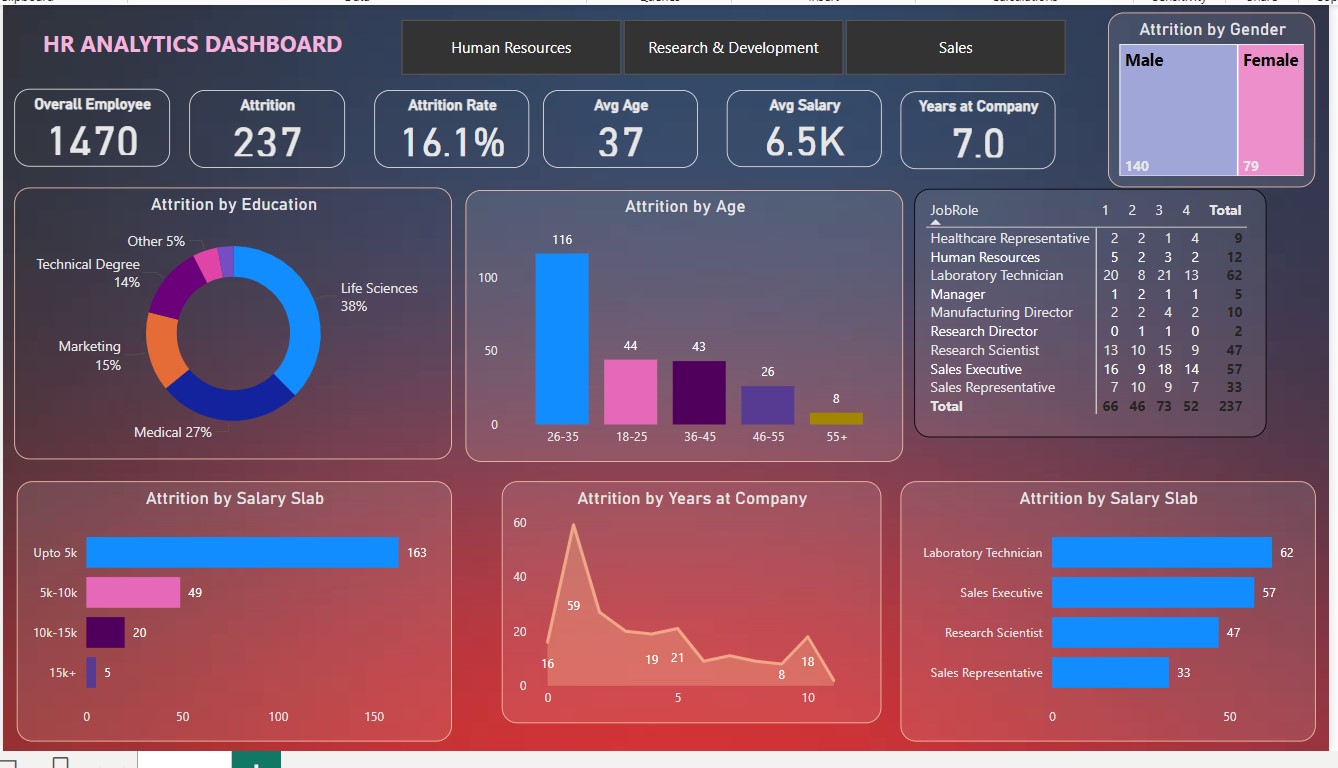 HR ANALYTICS DASHBOARD
Human Resources
Research & Development
Sales
Attrition by Gender
Male
Female
140
79
Overall Employee
1470
Attrition
237
Attrition Rate
16.1%
Avg Age
37
Avg Salary
6.5K
Years at Company
7.0
Attrition by Education
Other 5%
Technical Degree
14%
Life Sciences
38%
Marketing
15%
Medical 27%
Attrition by Age
116
100
44
43
50
26
8
0
26-35 18-25 36-45 46-55 55+
JobRole 1 2 3 4 Total
Healthcare Representative 2 2 1 4 9
Human Resources 5 2 3 2 12
Laboratory Technician 20 8 21 13 62
Manager 1 2 1 1 5
Manufacturing Director 2 2 4 2 10
Research Director 0 1 1 0 2
Research Scientist 13 10 15 9 47
Sales Executive 16 9 18 14 57
Sales Representative 7 10 9 7 33
Total 66 46 73 52 237
Attrition by Salary Slab
Upto 5k 163
5k-10k 49
10k-15k 20
15k+ 5
0 50 100 150
Attrition by Years at Company
60
40
59
20
16 19 21 8 18
0
0 5 10
Attrition by Salary Slab
Laboratory Technician 62
Sales Executive 57
Research Scientist 47
Sales Representative 33
0 50